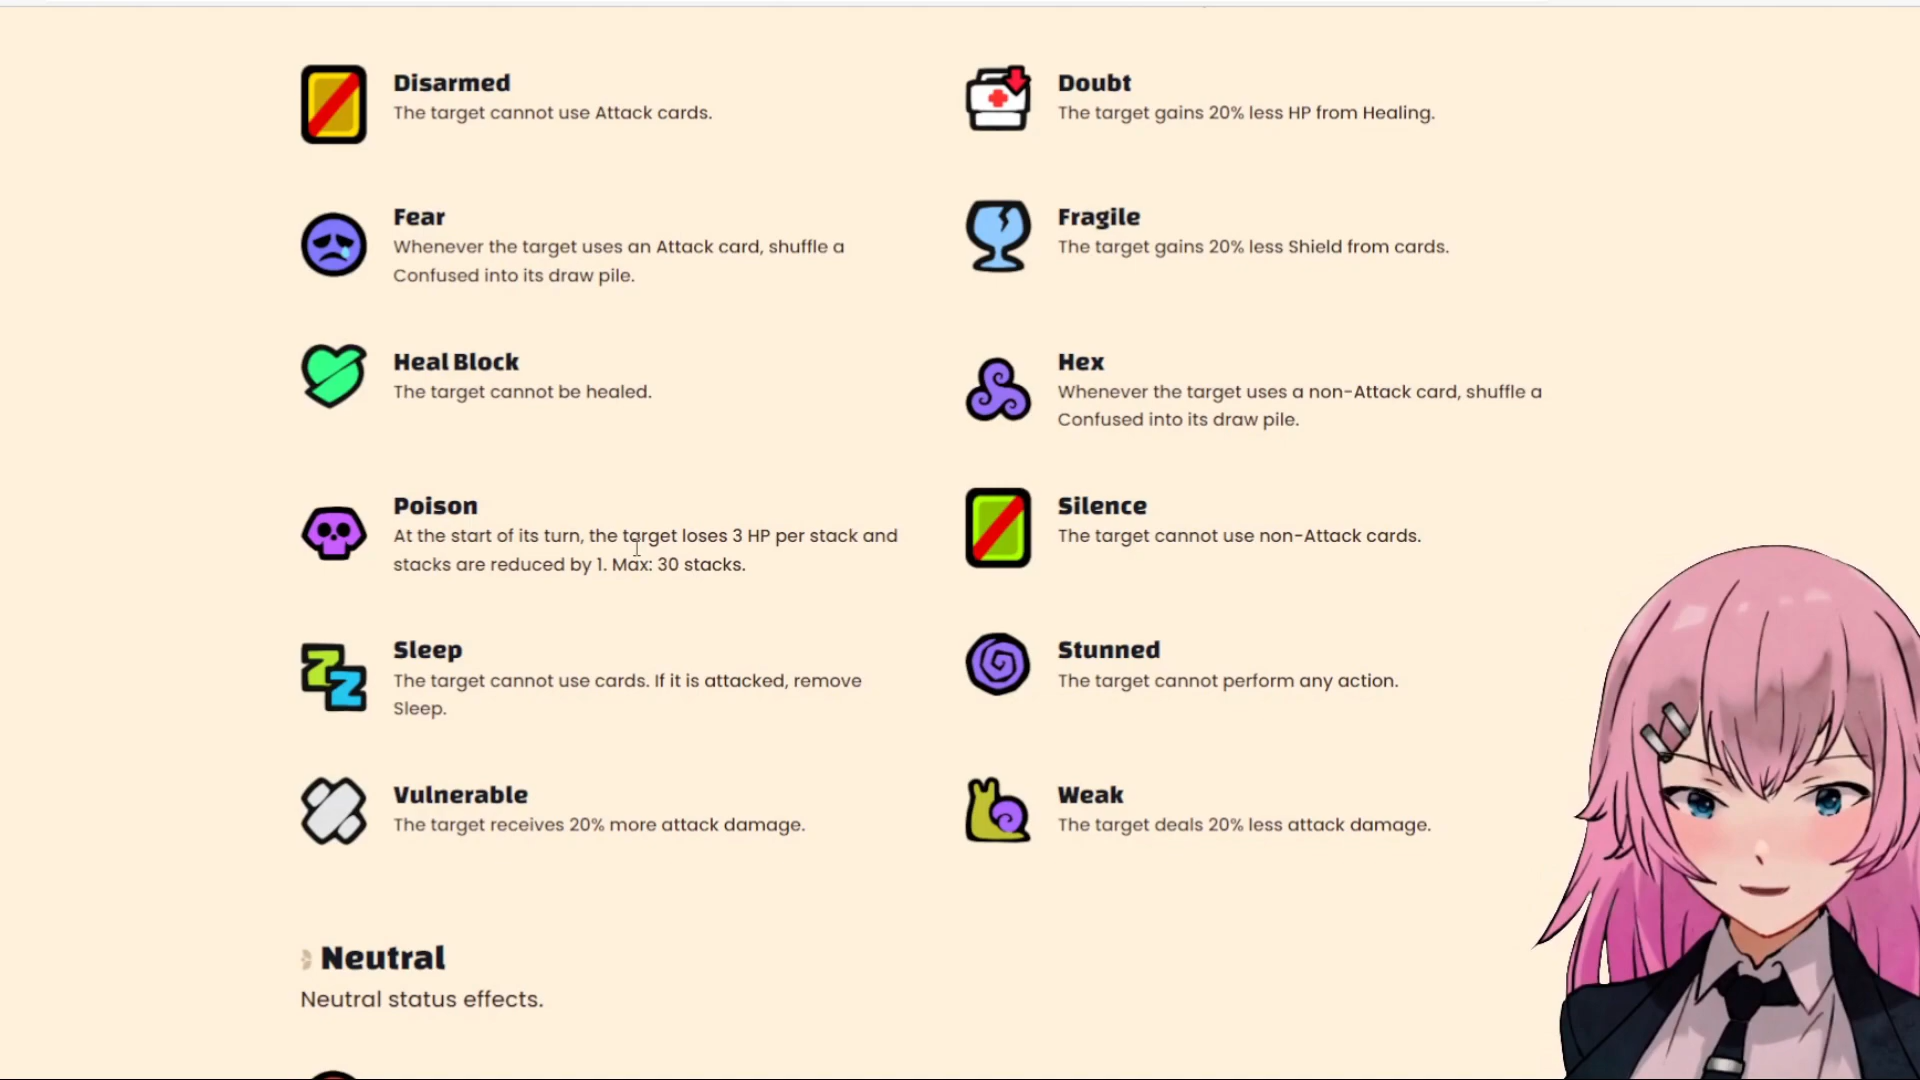 Disarmed
The target cannot use Attack cards.
Doubt
The target gains 20% less HP from Healing.
Fear
Whenever the target uses an Attack card, shuffle a
Confused into its draw pile.
Fragile
The target gains 20% less Shield from cards.
Heal Block
The target cannot be healed.
Hex
Whenever the target uses a non-Attack card, shuffle a
Confused into its draw pile.
Poison
At the start of its turn, the target loses 3 HP per stack and
stacks are reduced by 1. Max: 30 stacks.
Silence
The target cannot use non-Attack cards.
Sleep
The target cannot use cards. If it is attacked, remove
Sleep.
Stunned
The target cannot perform any action.
Vulnerable
The target receives 20% more attack damage.
Weak
The target deals 20% less attack damage.
Neutral
Neutral status effects.